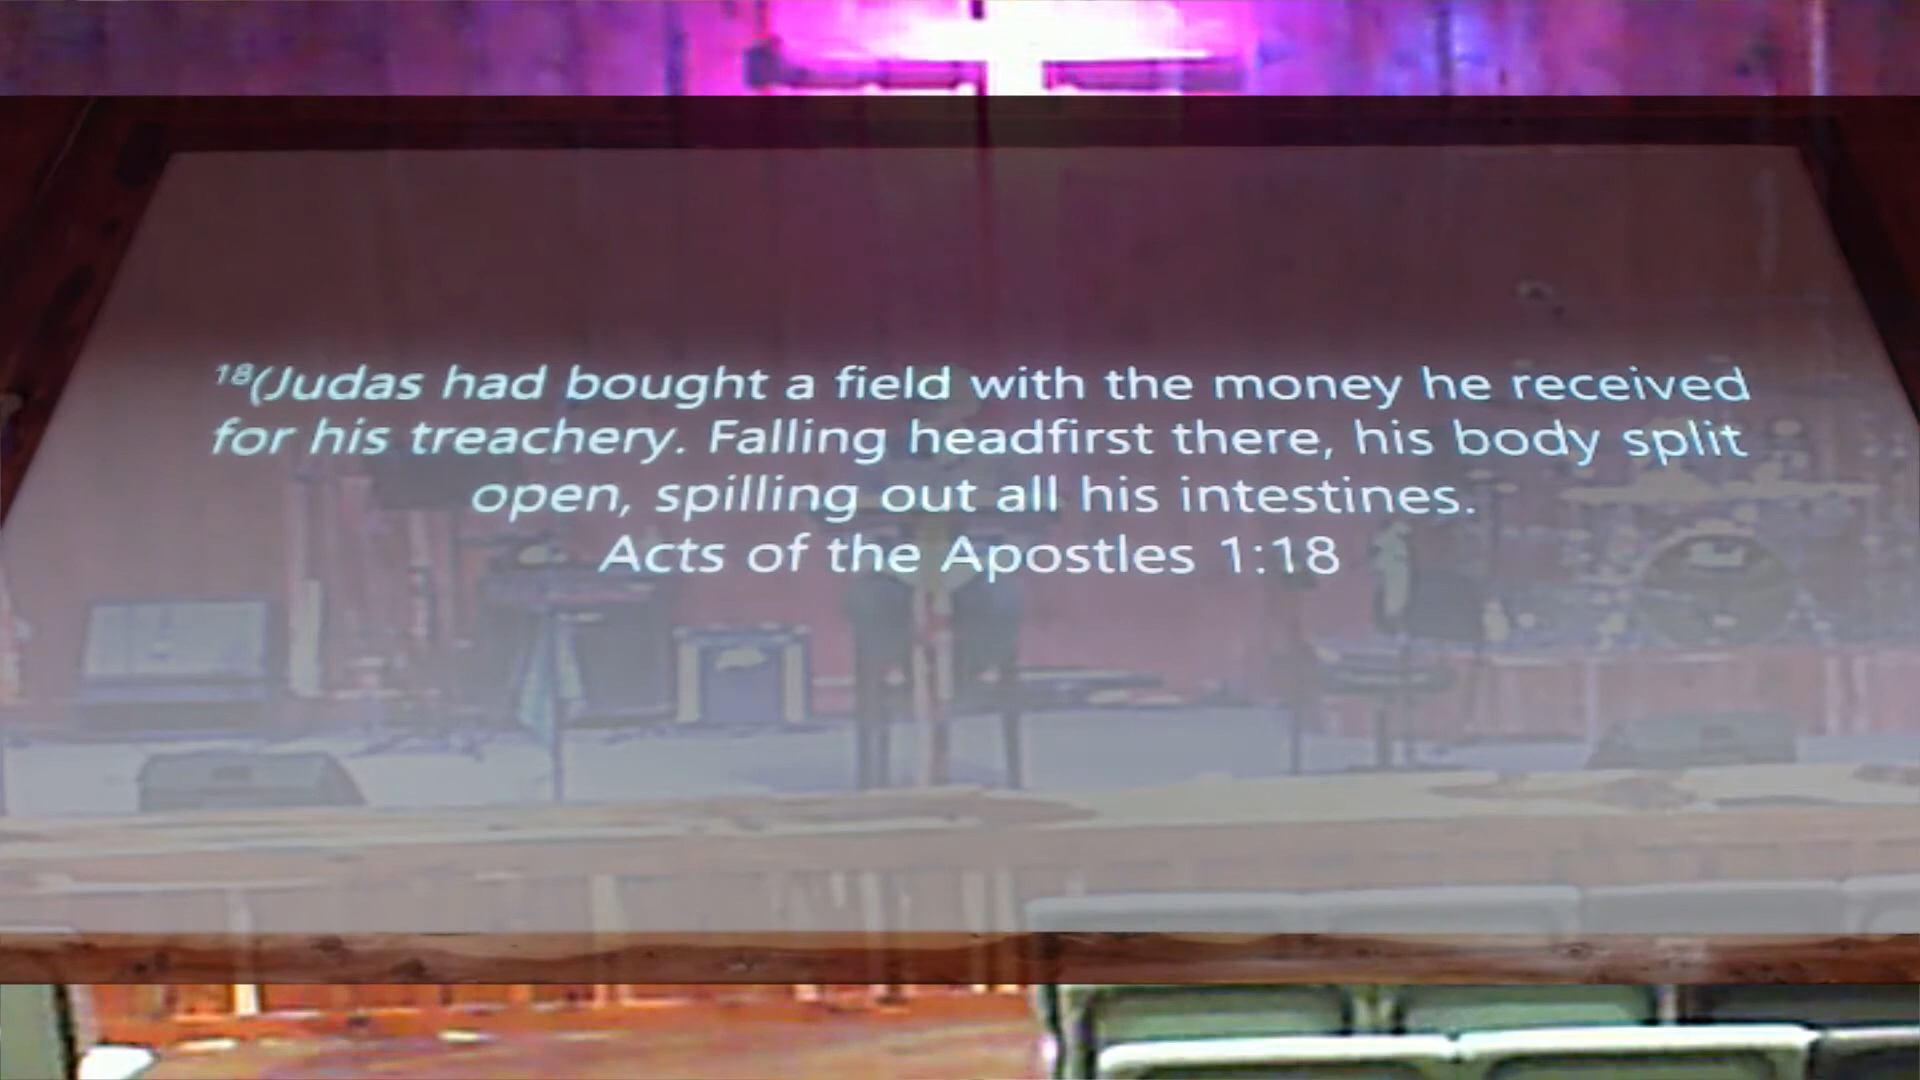 ¹⁸(Judas had bought a field with the money he received
for his treachery. Falling headfirst there, his body split
open, spilling out all his intestines.
Acts of the Apostles 1:18